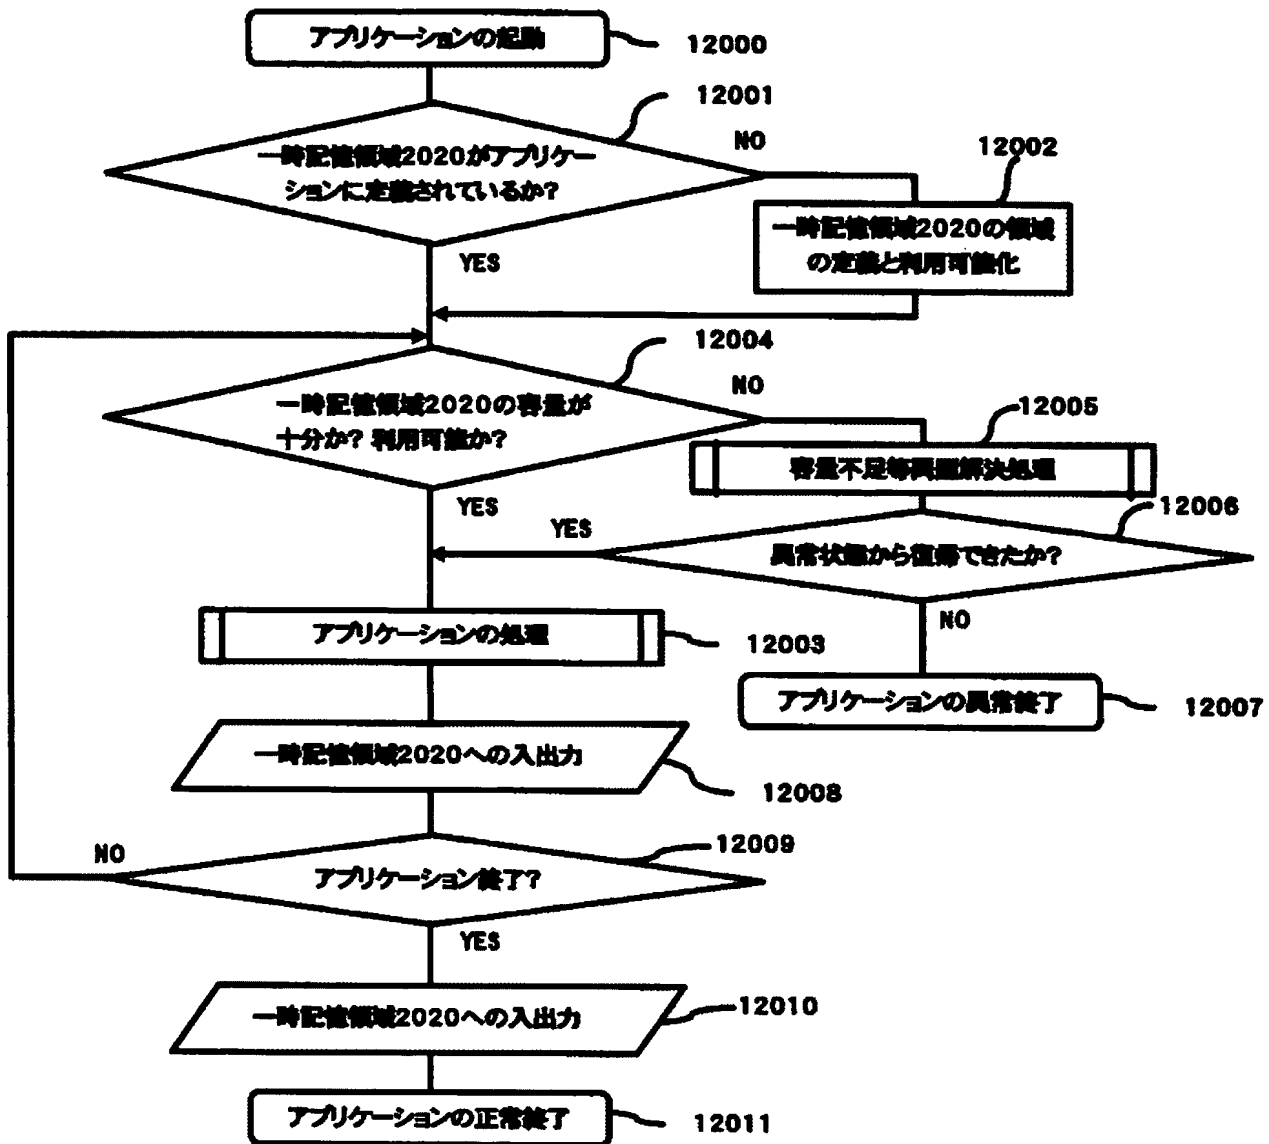 アプリケーションの起動
12000
12001
一時記憶領域2020がアプリケー
ションに定義されているか?
NO
12002
一時記憶領域2020の領域
の定義と利用可能化
YES
12004
一時記憶領域2020の容量が
十分か? 利用可能か?
NO
12005
容量不足等問題解決処理
YES
12006
異常状態から復帰できたか?
YES
NO
アプリケーションの処理
12003
アプリケーションの異常終了
12007
一時記憶領域2020への入出力
12008
12009
NO
アプリケーション終了?
YES
一時記憶領域2020への入出力
12010
アプリケーションの正常終了
12011